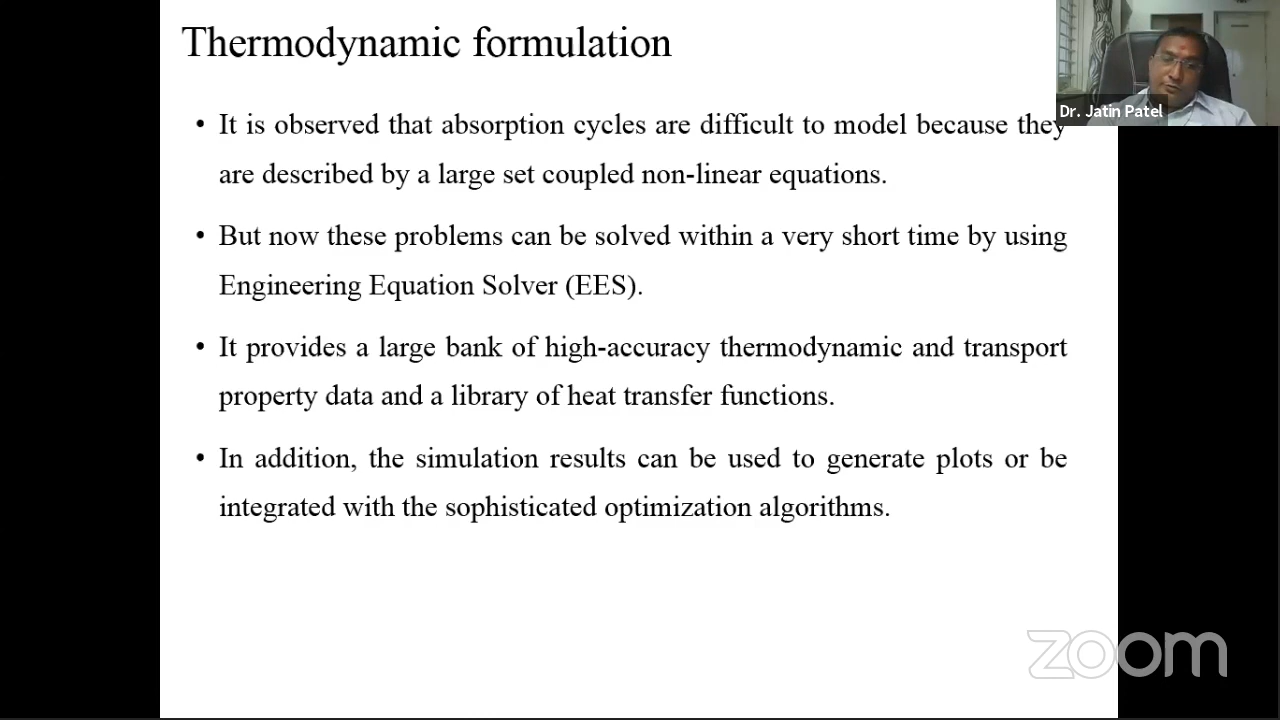 Thermodynamic formulation
Dr. Jatin Patel
• It is observed that absorption cycles are difficult to model because they
are described by a large set coupled non-linear equations.
• But now these problems can be solved within a very short time by using
Engineering Equation Solver (EES).
• It provides a large bank of high-accuracy thermodynamic and transport
property data and a library of heat transfer functions.
• In addition, the simulation results can be used to generate plots or be
integrated with the sophisticated optimization algorithms.
zoom